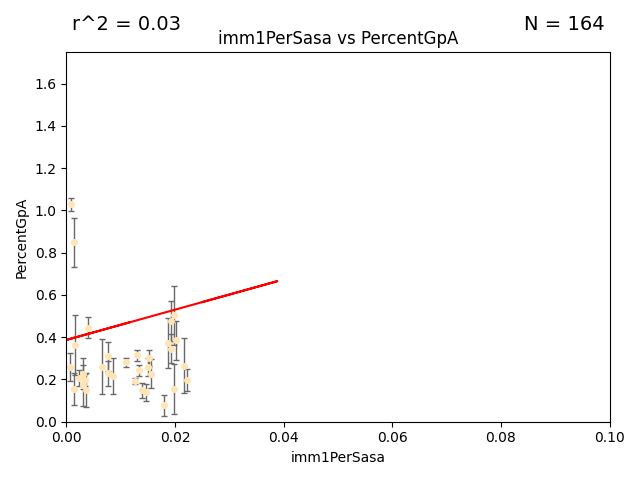 r^2 = 0.03
N = 164
imm1PerSasa vs PercentGpA
PercentGpA
1.6
1.4
1.2
1.0
0.8
0.6
0.4
0.2
0.0
0.00 0.02 0.04 0.06 0.08 0.10
imm1PerSasa